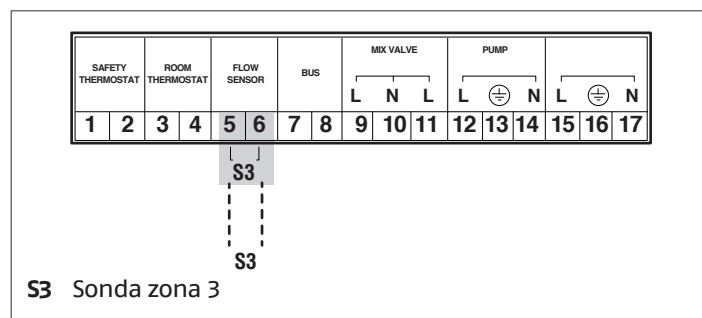 SAFETY THERMOSTAT ROOM THERMOSTAT FLOW SENSOR BUS MIX VALVE PUMP
L N L L N L N
1 2 3 4 5 6 7 8 9 10 11 12 13 14 15 16 17
S3
S3
S3 Sonda zona 3